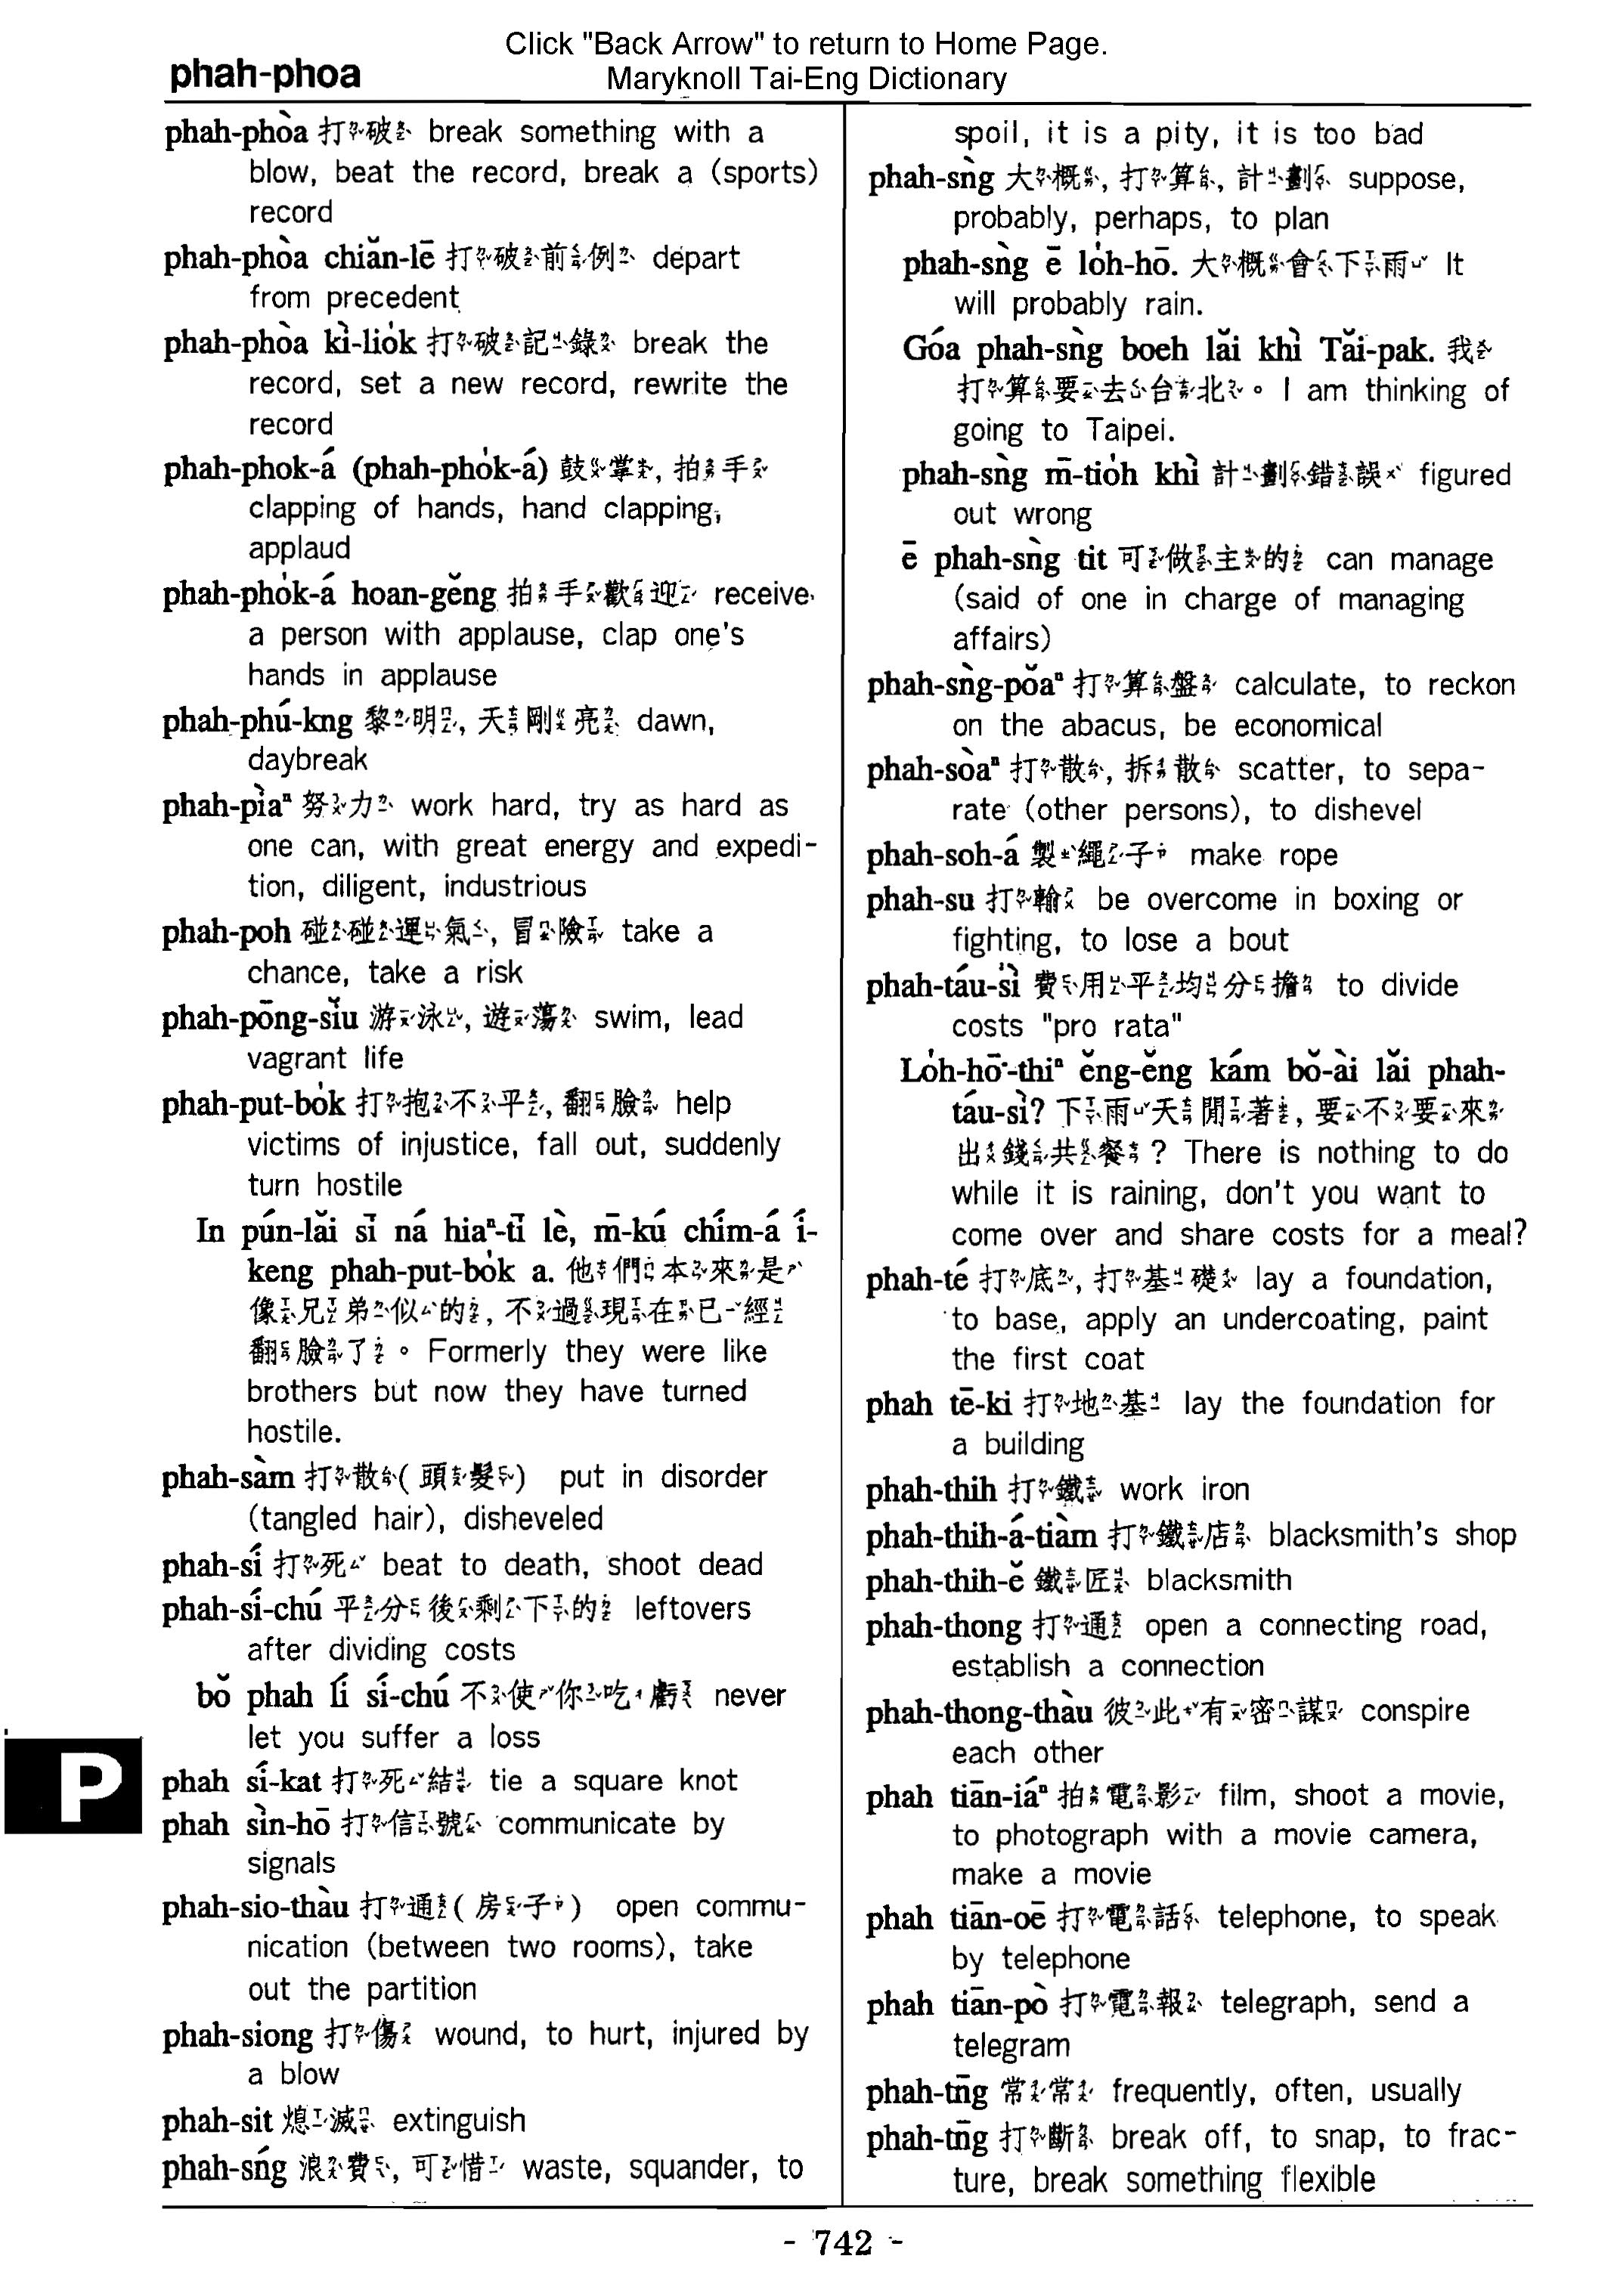 Click "Back Arrow" to return to Home Page.
Maryknoll Tai-Eng Dictionary
phah-phoa
phah-phòa 打破 break something with a
blow, beat the record, break a (sports)
record
phah-phòa chiăn-lē 打破前例 depart
from precedent
phah-phòa kì-lio̍k 打破記錄 break the
record, set a new record, rewrite the
record
phah-phok-á (phah-pho̍k-á) 鼓掌, 拍手
clapping of hands, hand clapping,
applaud
phah-pho̍k-á hoan-gĕng 拍手歡迎 receive
a person with applause, clap one's
hands in applause
phah-phú-kng 黎明, 天剛亮 dawn,
daybreak
phah-pìaⁿ 努力 work hard, try as hard as
one can, with great energy and expedi-
tion, diligent, industrious
phah-poh 碰碰運氣, 冒險 take a
chance, take a risk
phah-pōng-sĭu 游泳, 遊蕩 swim, lead
vagrant life
phah-put-bo̍k 打抱不平, 翻臉 help
victims of injustice, fall out, suddenly
turn hostile
In pún-lăi sī ná hiaⁿ-tī lè, m̄-kú chím-á í-
keng phah-put-bo̍k a. 他們本來是
像兄弟似的, 不過現在已經
翻臉了。 Formerly they were like
brothers but now they have turned
hostile.
phah-sàm 打散( 頭髮) put in disorder
(tangled hair), disheveled
phah-sí 打死 beat to death, shoot dead
phah-sí-chú 平分後剩下的 leftovers
after dividing costs
bŏ phah lí sí-chú 不使你吃虧 never
let you suffer a loss
phah sí-kat 打死結 tie a square knot
phah sìn-hō 打信號 communicate by
signals
phah-sio-thàu 打通( 房子) open commu-
nication (between two rooms), take
out the partition
phah-siong 打傷 wound, to hurt, injured by
a blow
phah-sit 熄滅 extinguish
phah-sńg 浪費, 可惜 waste, squander, to
spoil, it is a pity, it is too bad
phah-sǹg 大概, 打算, 計劃 suppose,
probably, perhaps, to plan
phah-sǹg ē lo̍h-hō. 大概會下雨 It
will probably rain.
Góa phah-sǹg boeh lăi khì Tăi-pak. 我
打算要去台北。 I am thinking of
going to Taipei.
phah-sǹg m̄-tio̍h khì 計劃錯誤 figured
out wrong
ē phah-sǹg tit 可做主的 can manage
(said of one in charge of managing
affairs)
phah-sǹg-pŏaⁿ 打算盤 calculate, to reckon
on the abacus, be economical
phah-sòaⁿ 打散, 拆散 scatter, to sepa-
rate (other persons), to dishevel
phah-soh-á 製繩子 make rope
phah-su 打輸 be overcome in boxing or
fighting, to lose a bout
phah-táu-sì 費用平均分擔 to divide
costs "pro rata"
Lo̍h-hō͘-thiⁿ ĕng-ĕng kám bŏ-ài lăi phah-
táu-sì? 下雨天閒著, 要不要來
出錢共餐? There is nothing to do
while it is raining, don't you want to
come over and share costs for a meal?
phah-té 打底, 打基礎 lay a foundation,
to base, apply an undercoating, paint
the first coat
phah tē-ki 打地基 lay the foundation for
a building
phah-thih 打鐵 work iron
phah-thih-á-tiàm 打鐵店 blacksmith's shop
phah-thih-ĕ 鐵匠 blacksmith
phah-thong 打通 open a connecting road,
establish a connection
phah-thong-thàu 彼此有密謀 conspire
each other
phah tiān-iáⁿ 拍電影 film, shoot a movie,
to photograph with a movie camera,
make a movie
phah tiān-oē 打電話 telephone, to speak
by telephone
phah tiān-pò 打電報 telegraph, send a
telegram
phah-tn̄g 常常 frequently, often, usually
phah-tn̄g 打斷 break off, to snap, to frac-
ture, break something flexible
P
- 742 -